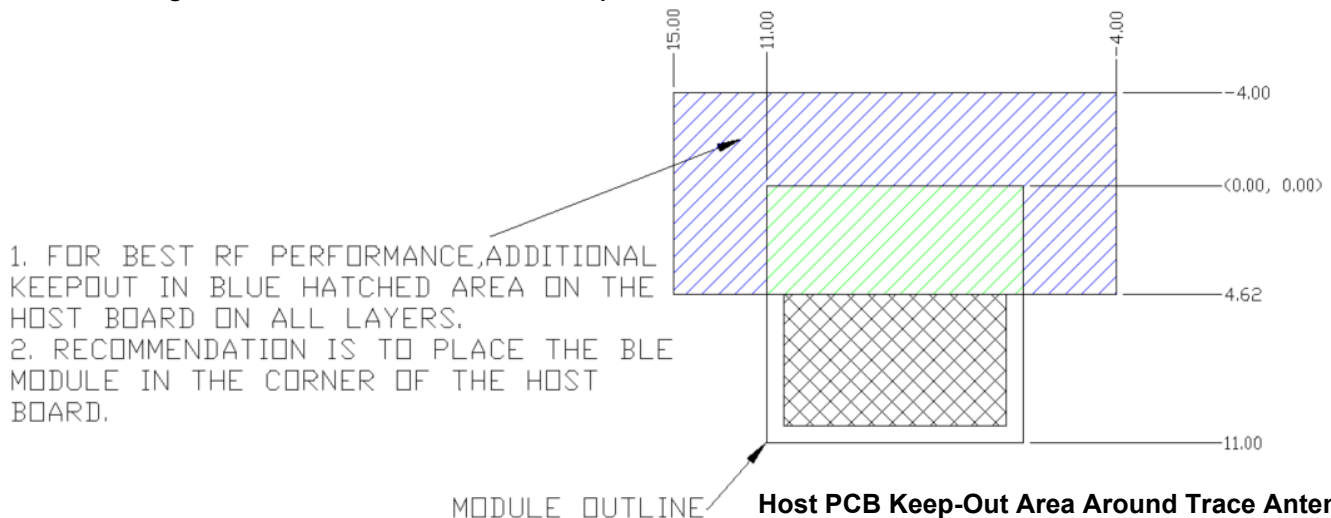 15.00
11.00
-4.00
-4.00
(0.00, 0.00)
1. FOR BEST RF PERFORMANCE,ADDITIONAL
KEEPOUT IN BLUE HATCHED AREA ON THE
HOST BOARD ON ALL LAYERS.
2. RECOMMENDATION IS TO PLACE THE BLE
MODULE IN THE CORNER OF THE HOST
BOARD.
4.62
11.00
MODULE OUTLINE
Host PCB Keep-Out Area Around Trace